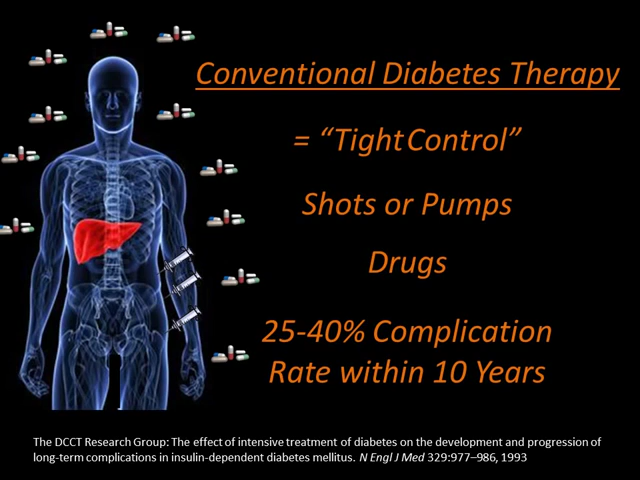 Conventional Diabetes Therapy
= “Tight Control”
Shots or Pumps
Drugs
25-40% Complication
Rate within 10 Years
The DCCT Research Group: The effect of intensive treatment of diabetes on the development and progression of
long-term complications in insulin-dependent diabetes mellitus. N Engl J Med 329:977–986, 1993